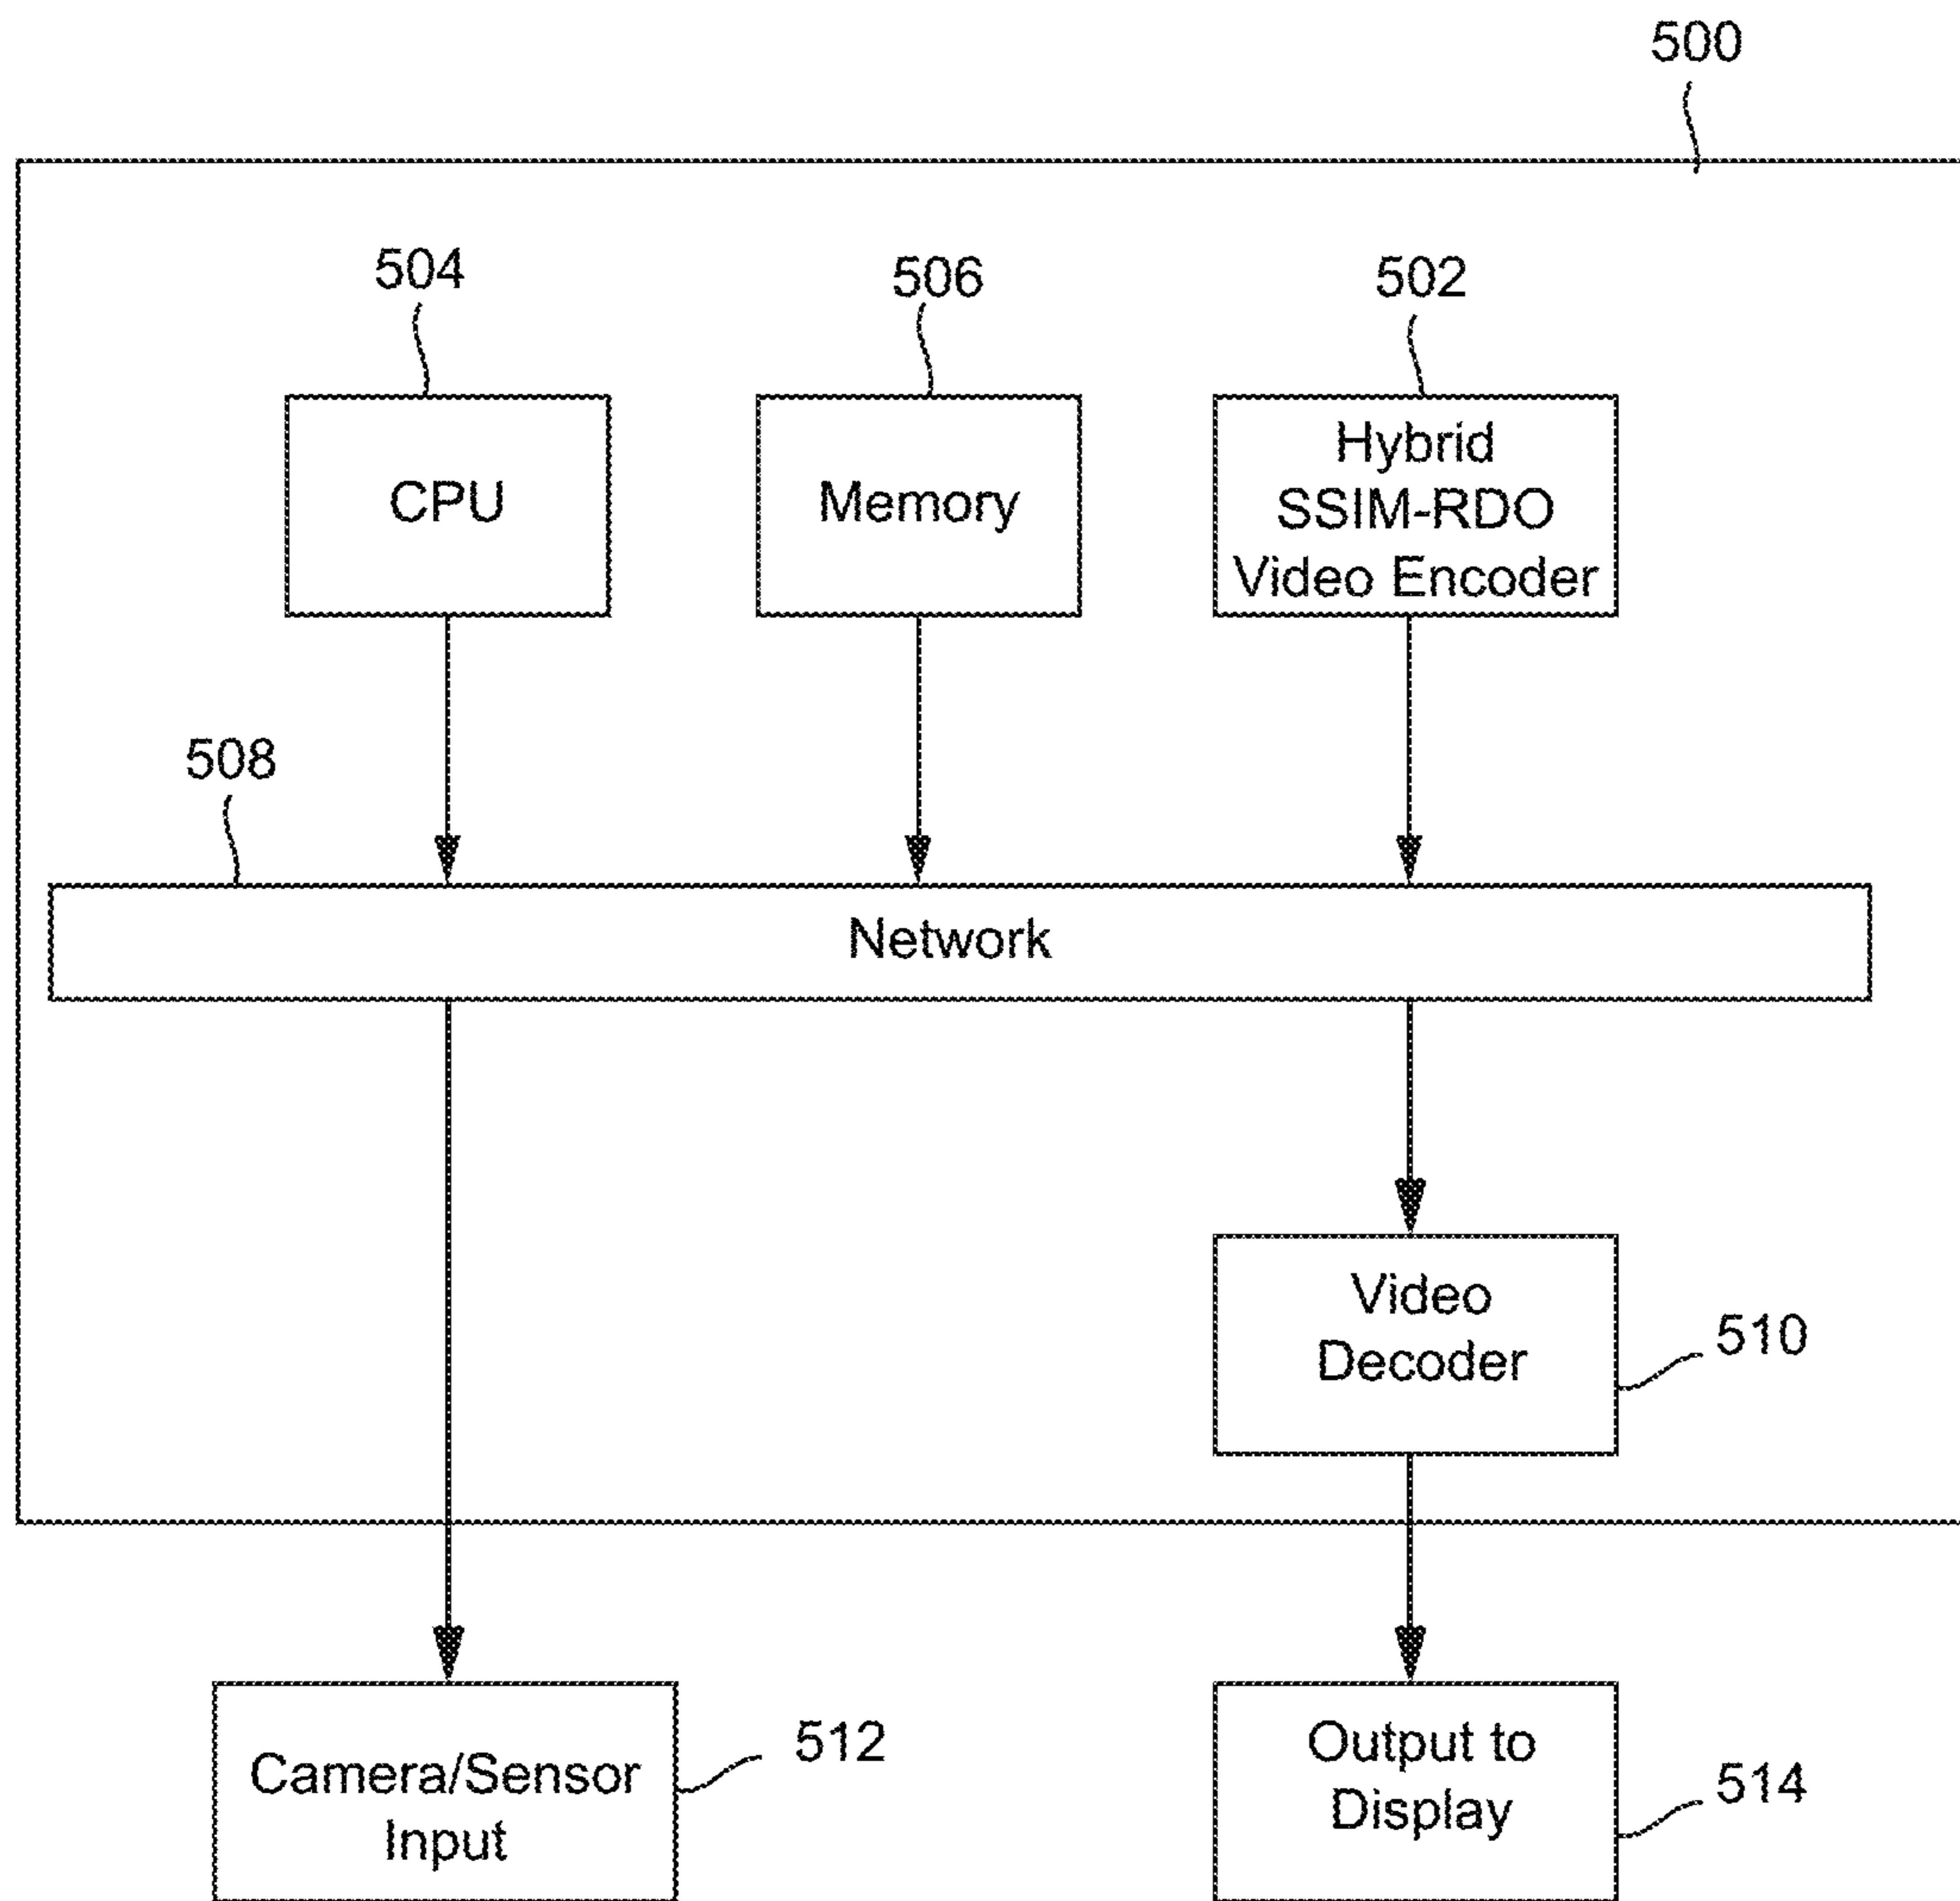 500
504
506
502
CPU
Memory
Hybrid
SSIM-RDO
Video Encoder
508
Network
Video
Decoder
510
Camera/Sensor
Input
512
Output to
Display
514